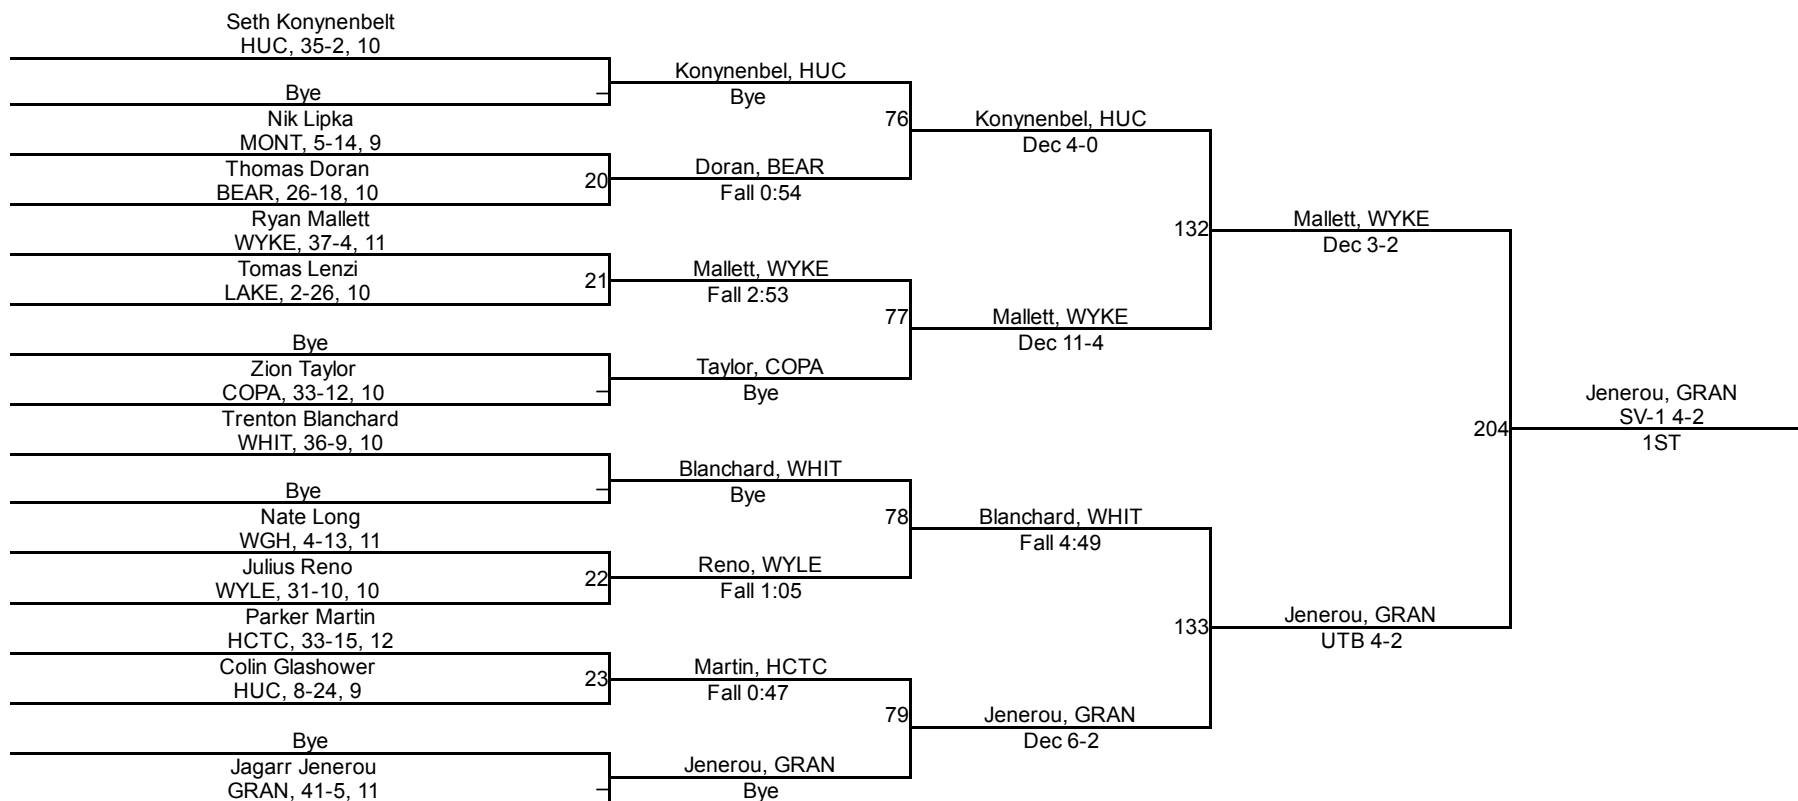 Seth Konynenbelt
HUC, 35-2, 10
Bye
Nik Lipka
MONT, 5-14, 9
Thomas Doran
BEAR, 26-18, 10
20
Ryan Mallett
WYKE, 37-4, 11
Tomas Lenzi
LAKE, 2-26, 10
21
Bye
Zion Taylor
COPA, 33-12, 10
Trenton Blanchard
WHIT, 36-9, 10
Bye
Nate Long
WGH, 4-13, 11
Julius Reno
WYLE, 31-10, 10
22
Parker Martin
HCTC, 33-15, 12
Colin Glashower
HUC, 8-24, 9
23
Bye
Jagarr Jenerou
GRAN, 41-5, 11
Konynenbel, HUC
Bye
76
Doran, BEAR
Fall 0:54
Mallett, WYKE
Fall 2:53
77
Taylor, COPA
Bye
Blanchard, WHIT
Bye
78
Reno, WYLE
Fall 1:05
Martin, HCTC
Fall 0:47
79
Jenerou, GRAN
Bye
Konynenbel, HUC
Dec 4-0
132
Mallett, WYKE
Dec 11-4
Blanchard, WHIT
Fall 4:49
133
Jenerou, GRAN
Dec 6-2
Mallett, WYKE
Dec 3-2
204
Jenerou, GRAN
UTB 4-2
Jenerou, GRAN
SV-1 4-2
1ST